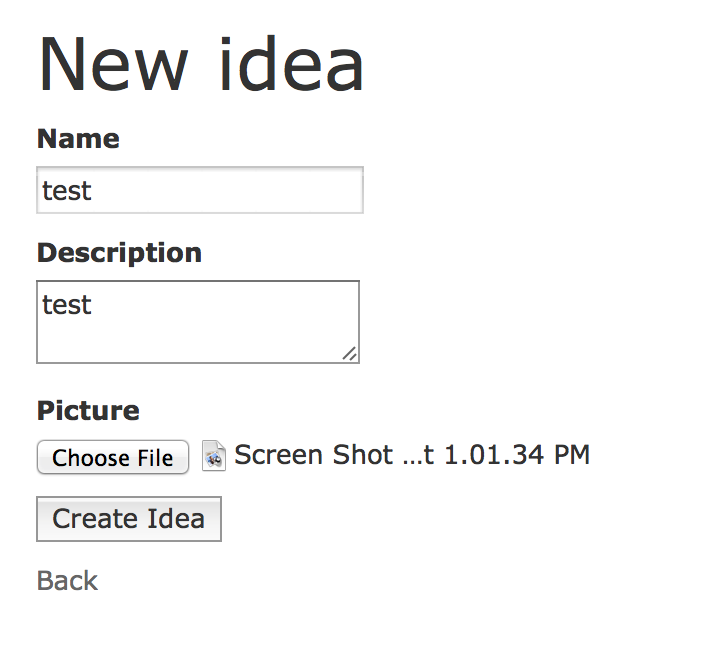 New idea
Name
test
Description
test
Picture
Choose File Screen Shot ...t 1.01.34 PM
Create Idea
Back